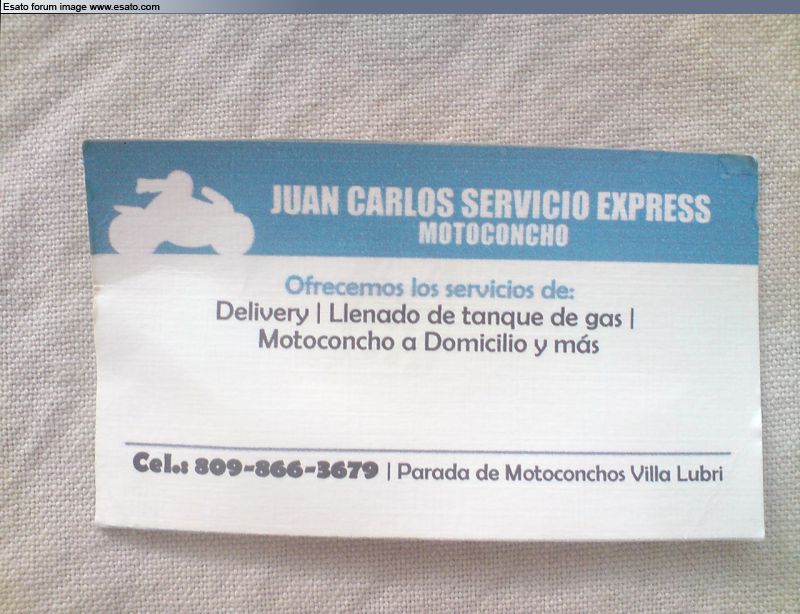 Esato forum image www.esato.com
JUAN CARLOS SERVICIO EXPRESS
MOTOCONCHO
Ofrecemos los servicios de:
Delivery | Llenado de tanque de gas |
Motoconcho a Domicilio y más
Cel.: 809-866-3679 | Parada de Motoconchos Villa Lubri